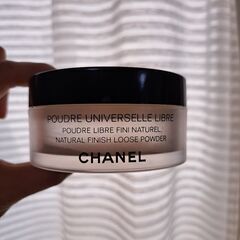 POUDRE UNIVERSELLE LIBRE
POUDRE LIBRE FINI NATUREL
NATURAL FINISH LOOSE POWDER
CHANEL